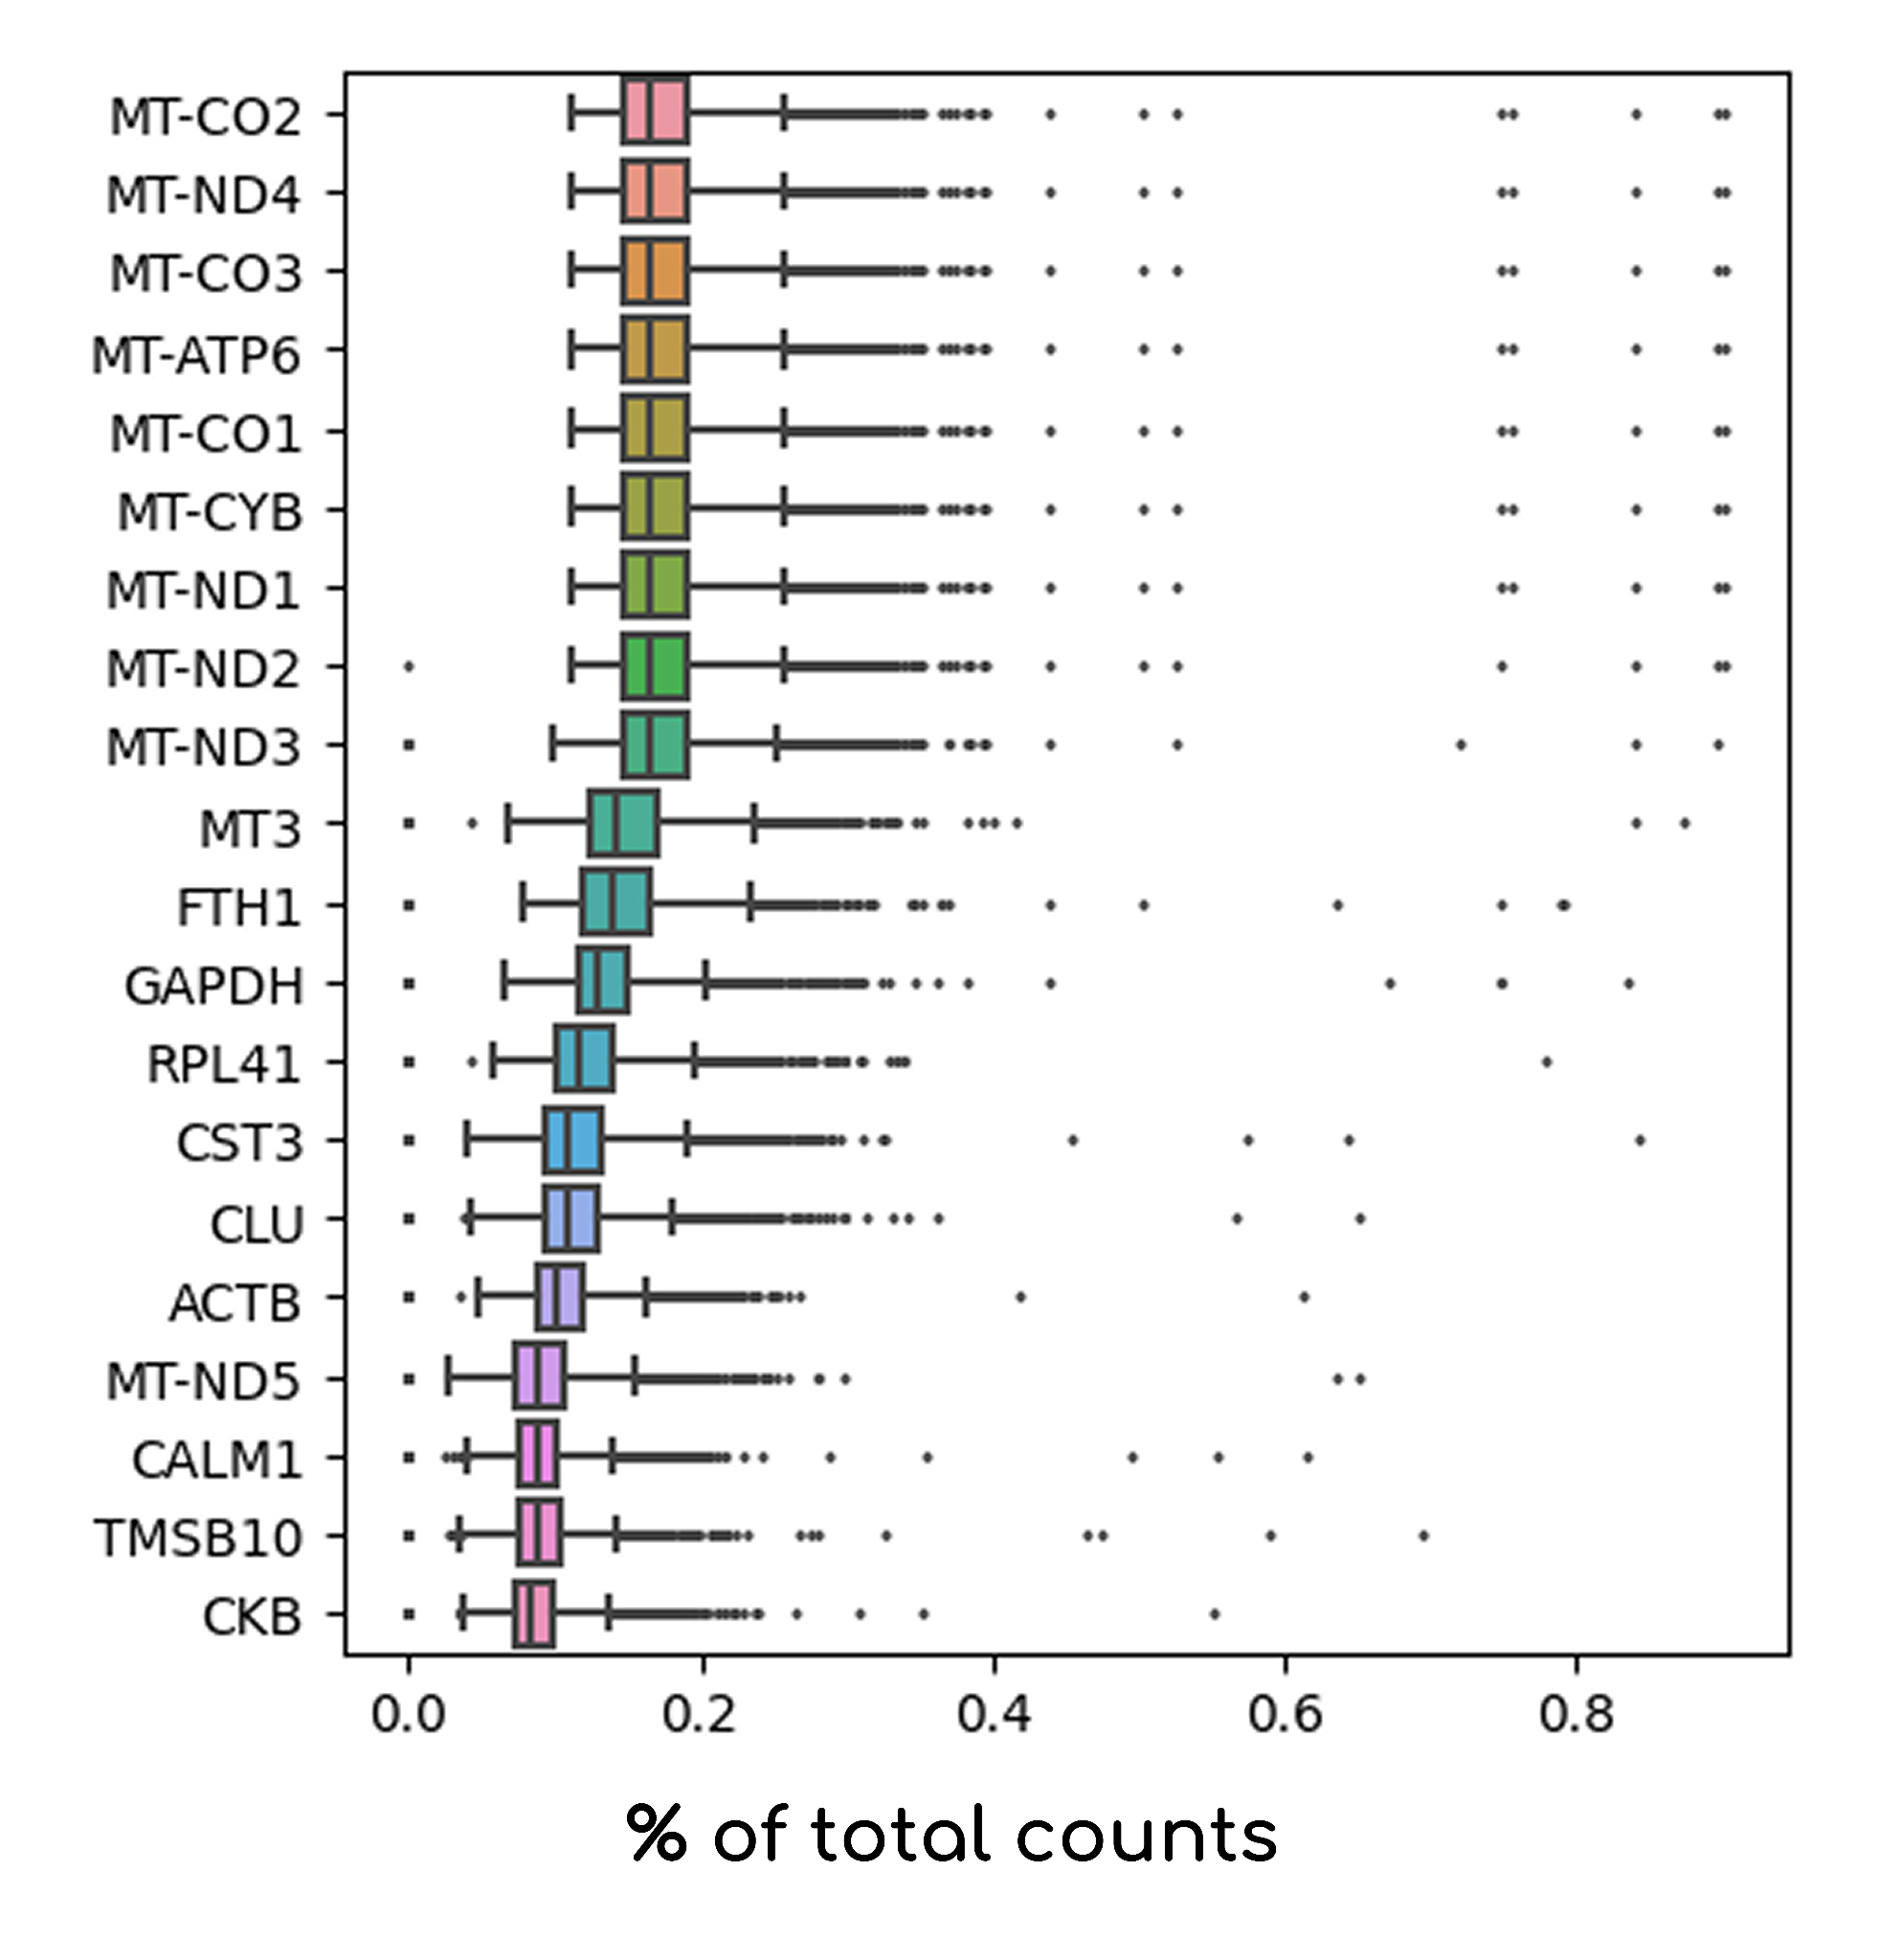 MT-CO2
MT-ND4
MT-CO3
MT-ATP6
MT-CO1
MT-CYB
MT-ND1
MT-ND2
MT-ND3
MT3
FTH1
GAPDH
RPL41
CST3
CLU
ACTB
MT-ND5
CALM1
TMSB10
CKB
0.0 0.2 0.4 0.6 0.8
% of total counts